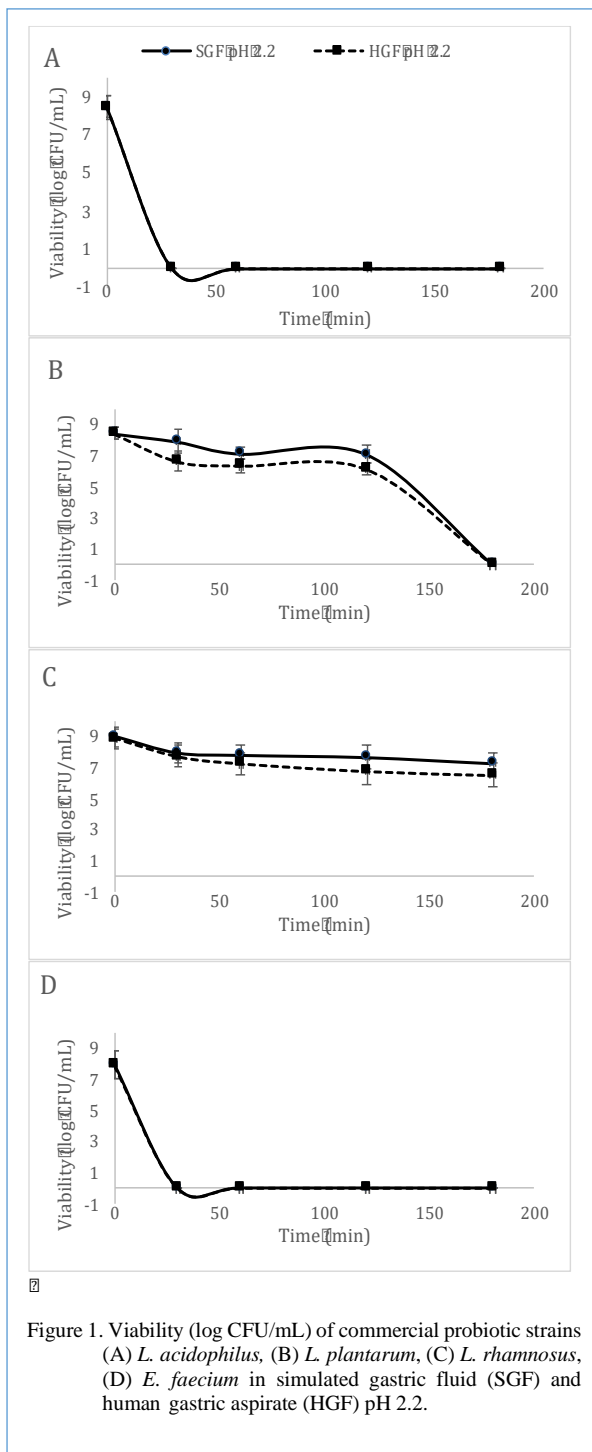 A
SGF⍰pH⍰2.2 HGF⍰pH⍰2.2
Viability⍰(log⍰CFU/mL)
9
7
5
3
1
-1
0 50 100 150 200
Time⍰(min)
B
Viability⍰(log⍰CFU/mL)
9
7
5
3
1
-1
0 50 100 150 200
Time⍰(min)
C
Viability⍰(log⍰CFU/mL)
9
7
5
3
1
-1
0 50 100 150 200
Time⍰(min)
D
Viability⍰(log⍰CFU/mL)
9
7
5
3
1
-1
0 50 100 150 200
Time⍰(min)
⍰
Figure 1. Viability (log CFU/mL) of commercial probiotic strains
(A) L. acidophilus, (B) L. plantarum, (C) L. rhamnosus,
(D) E. faecium in simulated gastric fluid (SGF) and
human gastric aspirate (HGF) pH 2.2.